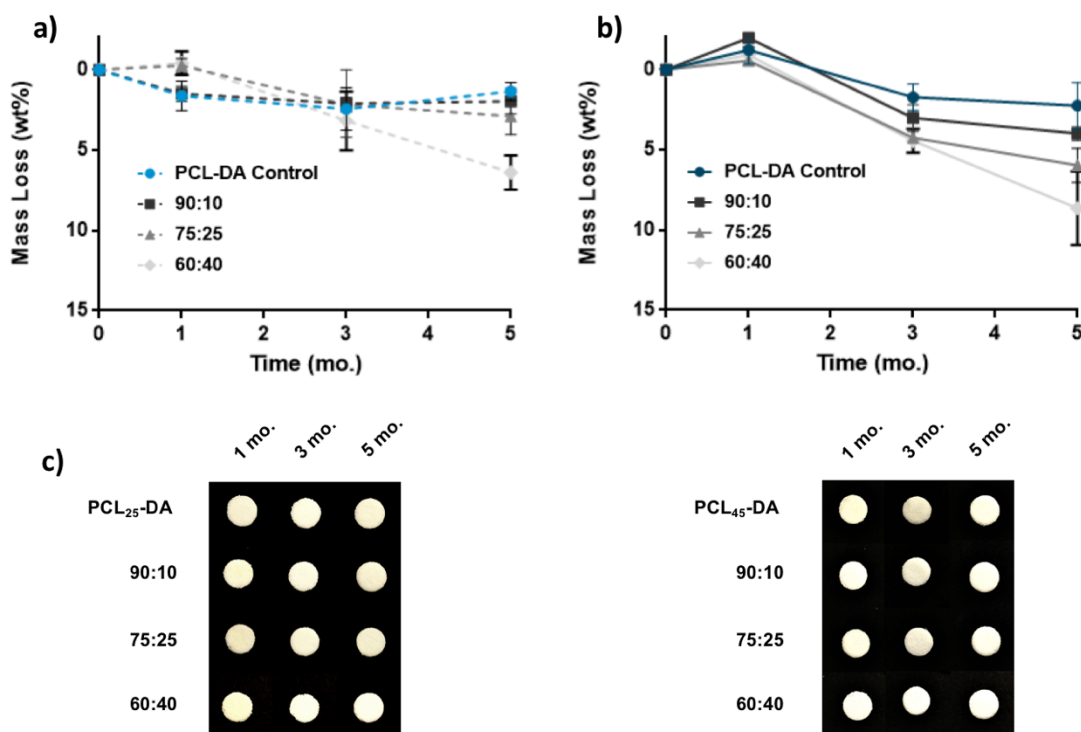 a)
0
5
10
15
Mass Loss (wt%)
PCL-DA Control
90:10
75:25
60:40
0 1 2 3 4 5
Time (mo.)
b)
0
5
10
15
Mass Loss (wt%)
PCL-DA Control
90:10
75:25
60:40
0 1 2 3 4 5
Time (mo.)
c)
1 mo. 3 mo. 5 mo.
PCL₂₅-DA
90:10
75:25
60:40
1 mo. 3 mo. 5 mo.
PCL₄₅-DA
90:10
75:25
60:40